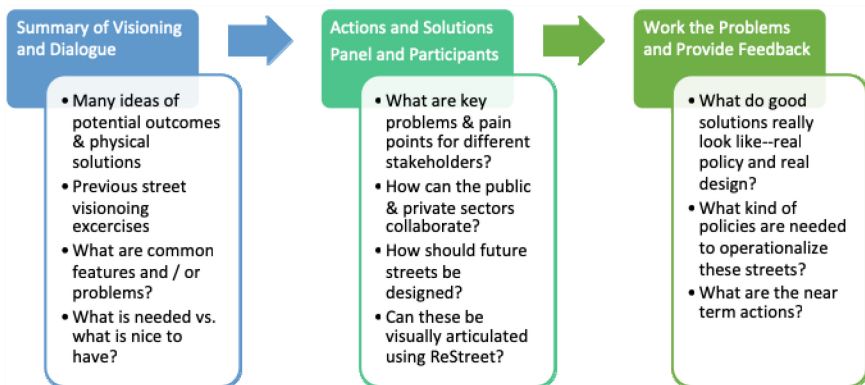 Summary of Visioning
and Dialogue
• Many ideas of
potential outcomes
& physical
solutions
• Previous street
visionoing
excercises
• What are common
features and / or
problems?
• What is needed vs.
what is nice to
have?
Actions and Solutions
Panel and Participants
• What are key
problems & pain
points for different
stakeholders?
• How can the public
& private sectors
collaborate?
• How should future
streets be
designed?
• Can these be
visually articulated
using ReStreet?
Work the Problems
and Provide Feedback
• What do good
solutions really
look like--real
policy and real
design?
• What kind of
policies are needed
to operationalize
these streets?
• What are the near
term actions?